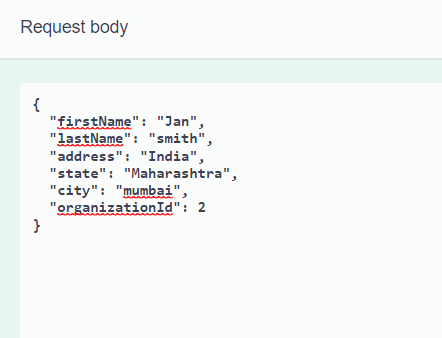 Request body
{
"firstName": "Jan",
"lastName": "smith",
"address": "India",
"state": "Maharashtra",
"city": "mumbai",
"organizationId": 2
}